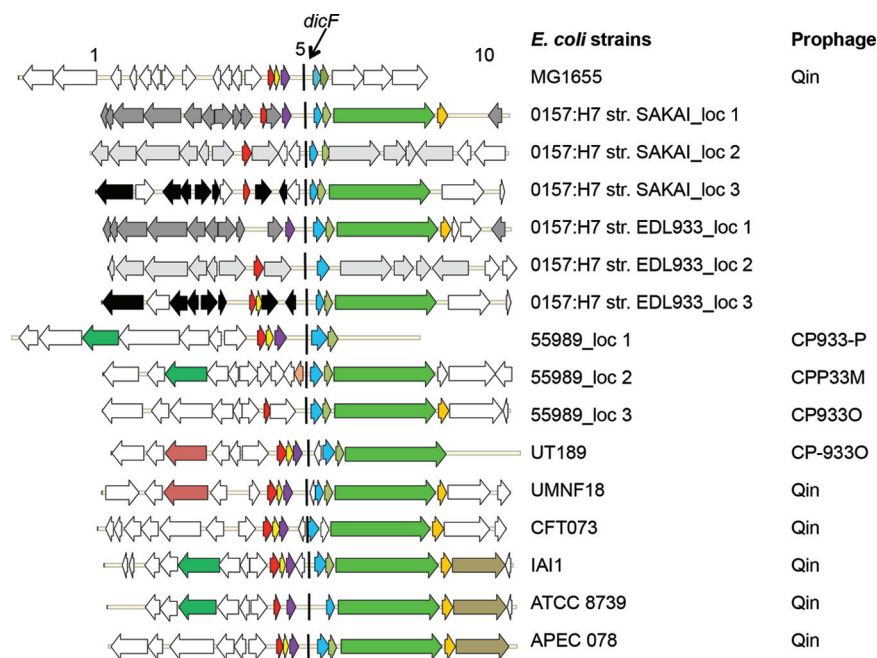 dicF
1 5 10 E. coli strains Prophage
MG1655 Qin
0157:H7 str. SAKAI_loc 1
0157:H7 str. SAKAI_loc 2
0157:H7 str. SAKAI_loc 3
0157:H7 str. EDL933_loc 1
0157:H7 str. EDL933_loc 2
0157:H7 str. EDL933_loc 3
55989_loc 1 CP933-P
55989_loc 2 CPP33M
55989_loc 3 CP933O
UT189 CP-933O
UMNF18 Qin
CFT073 Qin
IAI1 Qin
ATCC 8739 Qin
APEC 078 Qin